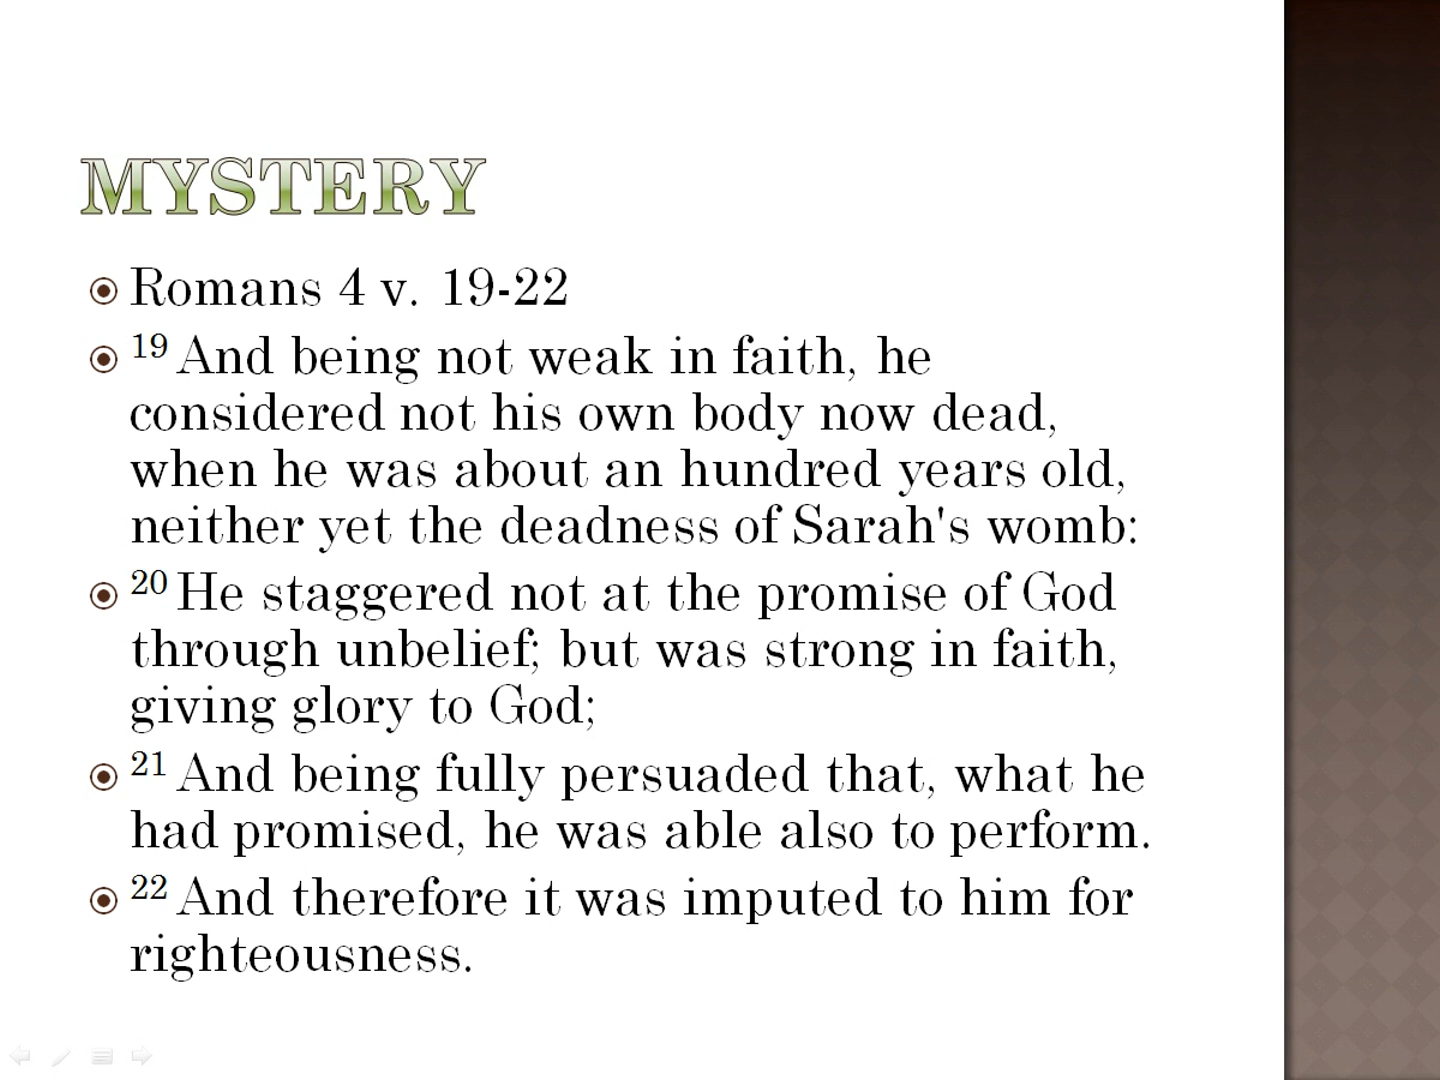 MYSTERY
Romans 4 v. 19-22
19 And being not weak in faith, he
considered not his own body now dead,
when he was about an hundred years old,
neither yet the deadness of Sarah's womb:
20 He staggered not at the promise of God
through unbelief; but was strong in faith,
giving glory to God;
21 And being fully persuaded that, what he
had promised, he was able also to perform.
22 And therefore it was imputed to him for
righteousness.